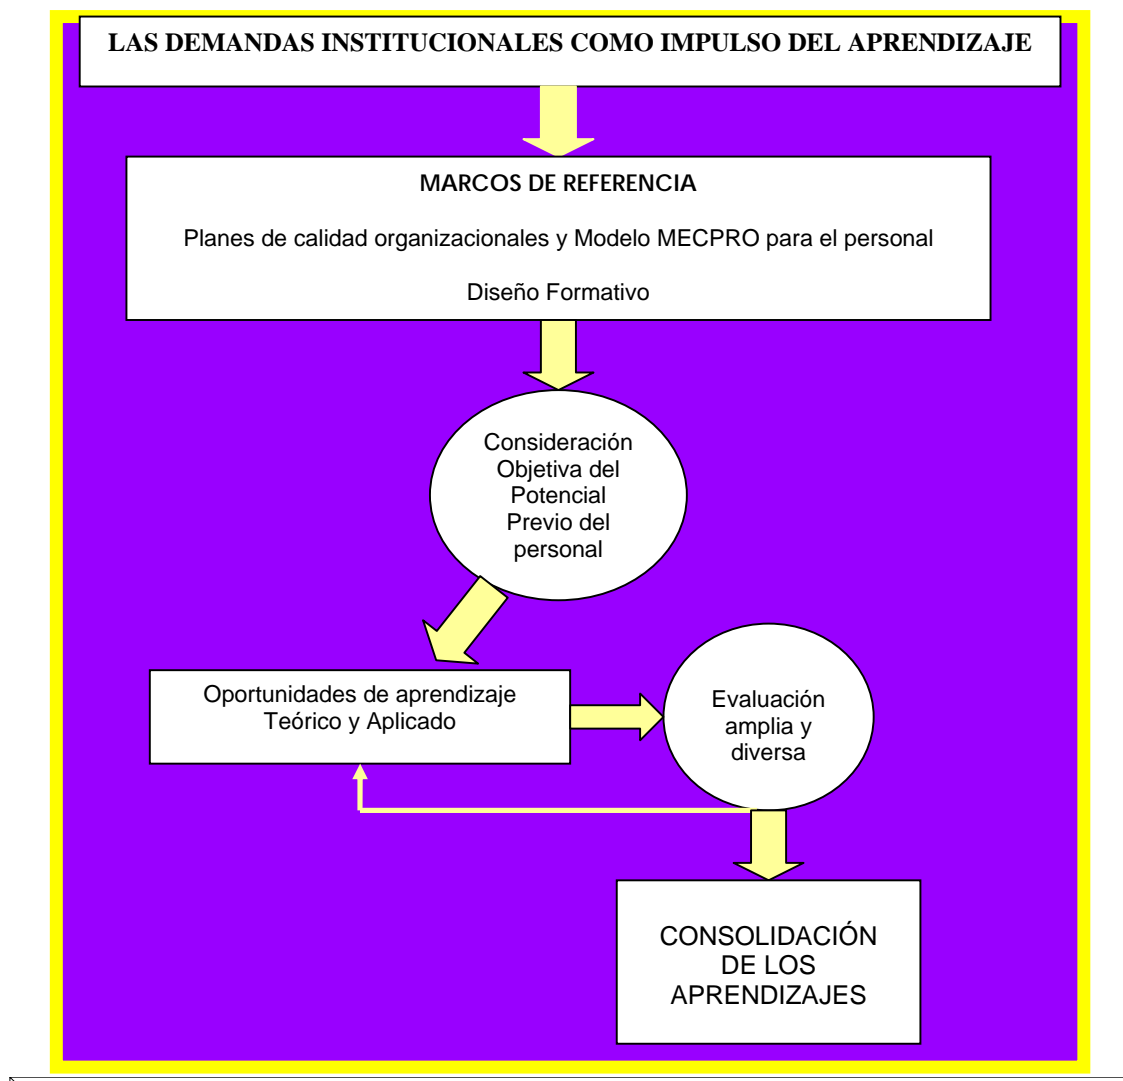 LAS DEMANDAS INSTITUCIONALES COMO IMPULSO DEL APRENDIZAJE
MARCOS DE REFERENCIA
Planes de calidad organizacionales y Modelo MECPRO para el personal
Diseño Formativo
Consideración
Objetiva del
Potencial
Previo del
personal
Oportunidades de aprendizaje
Teórico y Aplicado
Evaluación
amplia y
diversa
CONSOLIDACIÓN
DE LOS
APRENDIZAJES